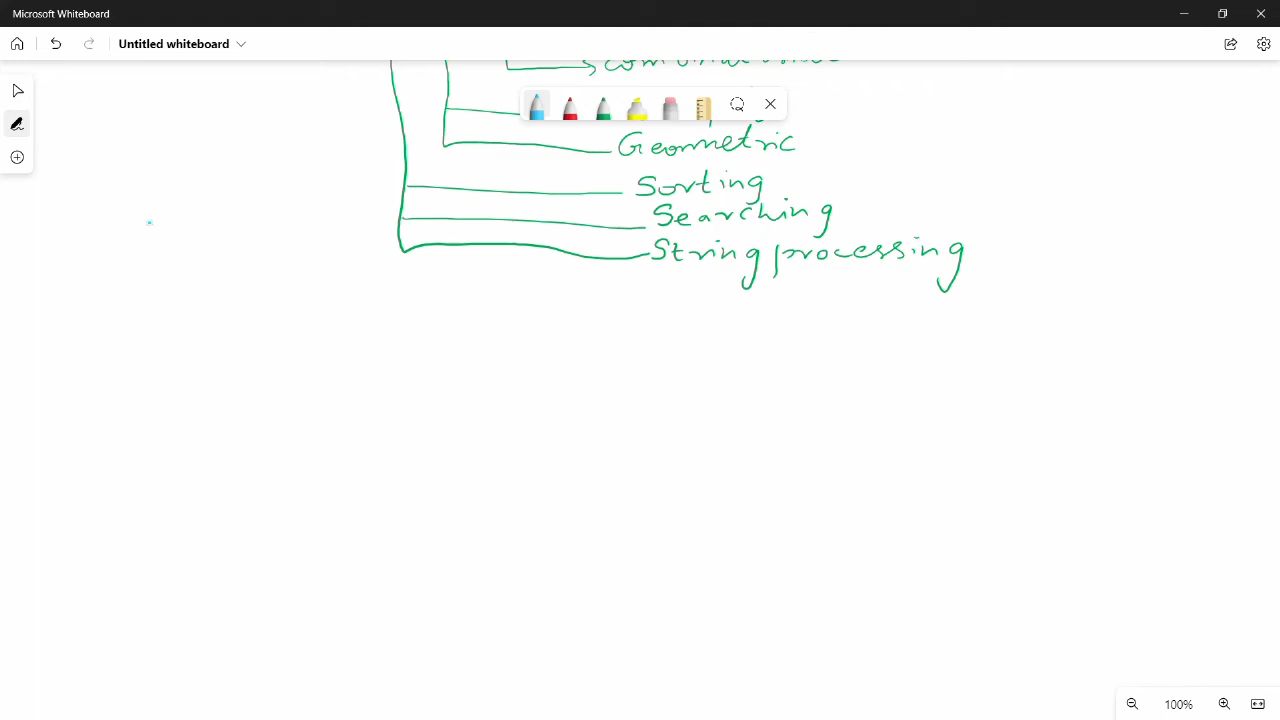 Microsoft Whiteboard
Untitled whiteboard
Geometric
Sorting
Searching
String processing
100%